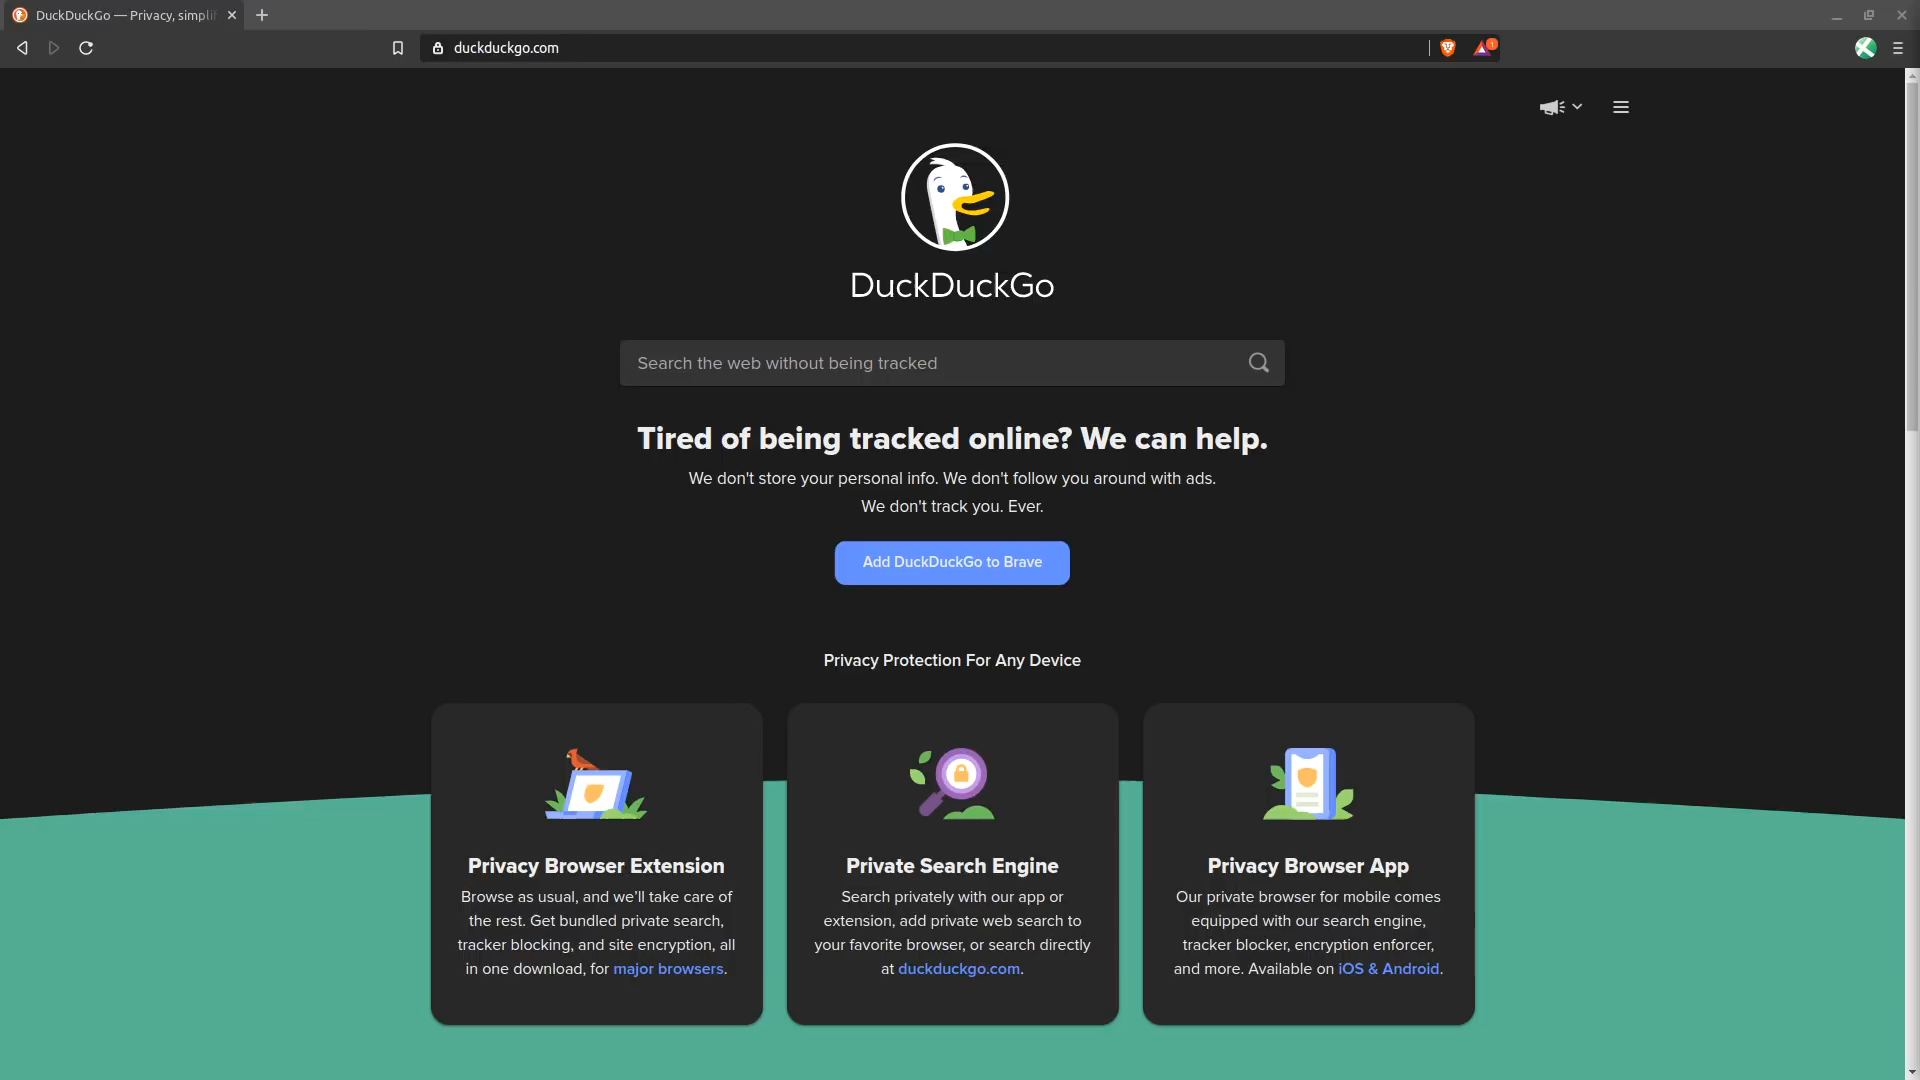 DuckDuckGo — Privacy, simplif
duckduckgo.com
1
DuckDuckGo
Search the web without being tracked
Tired of being tracked online? We can help.
We don't store your personal info. We don't follow you around with ads.
We don't track you. Ever.
Add DuckDuckGo to Brave
Privacy Protection For Any Device
Privacy Browser Extension
Browse as usual, and we’ll take care of
the rest. Get bundled private search,
tracker blocking, and site encryption, all
in one download, for major browsers.
Private Search Engine
Search privately with our app or
extension, add private web search to
your favorite browser, or search directly
at duckduckgo.com.
Privacy Browser App
Our private browser for mobile comes
equipped with our search engine,
tracker blocker, encryption enforcer,
and more. Available on iOS & Android.